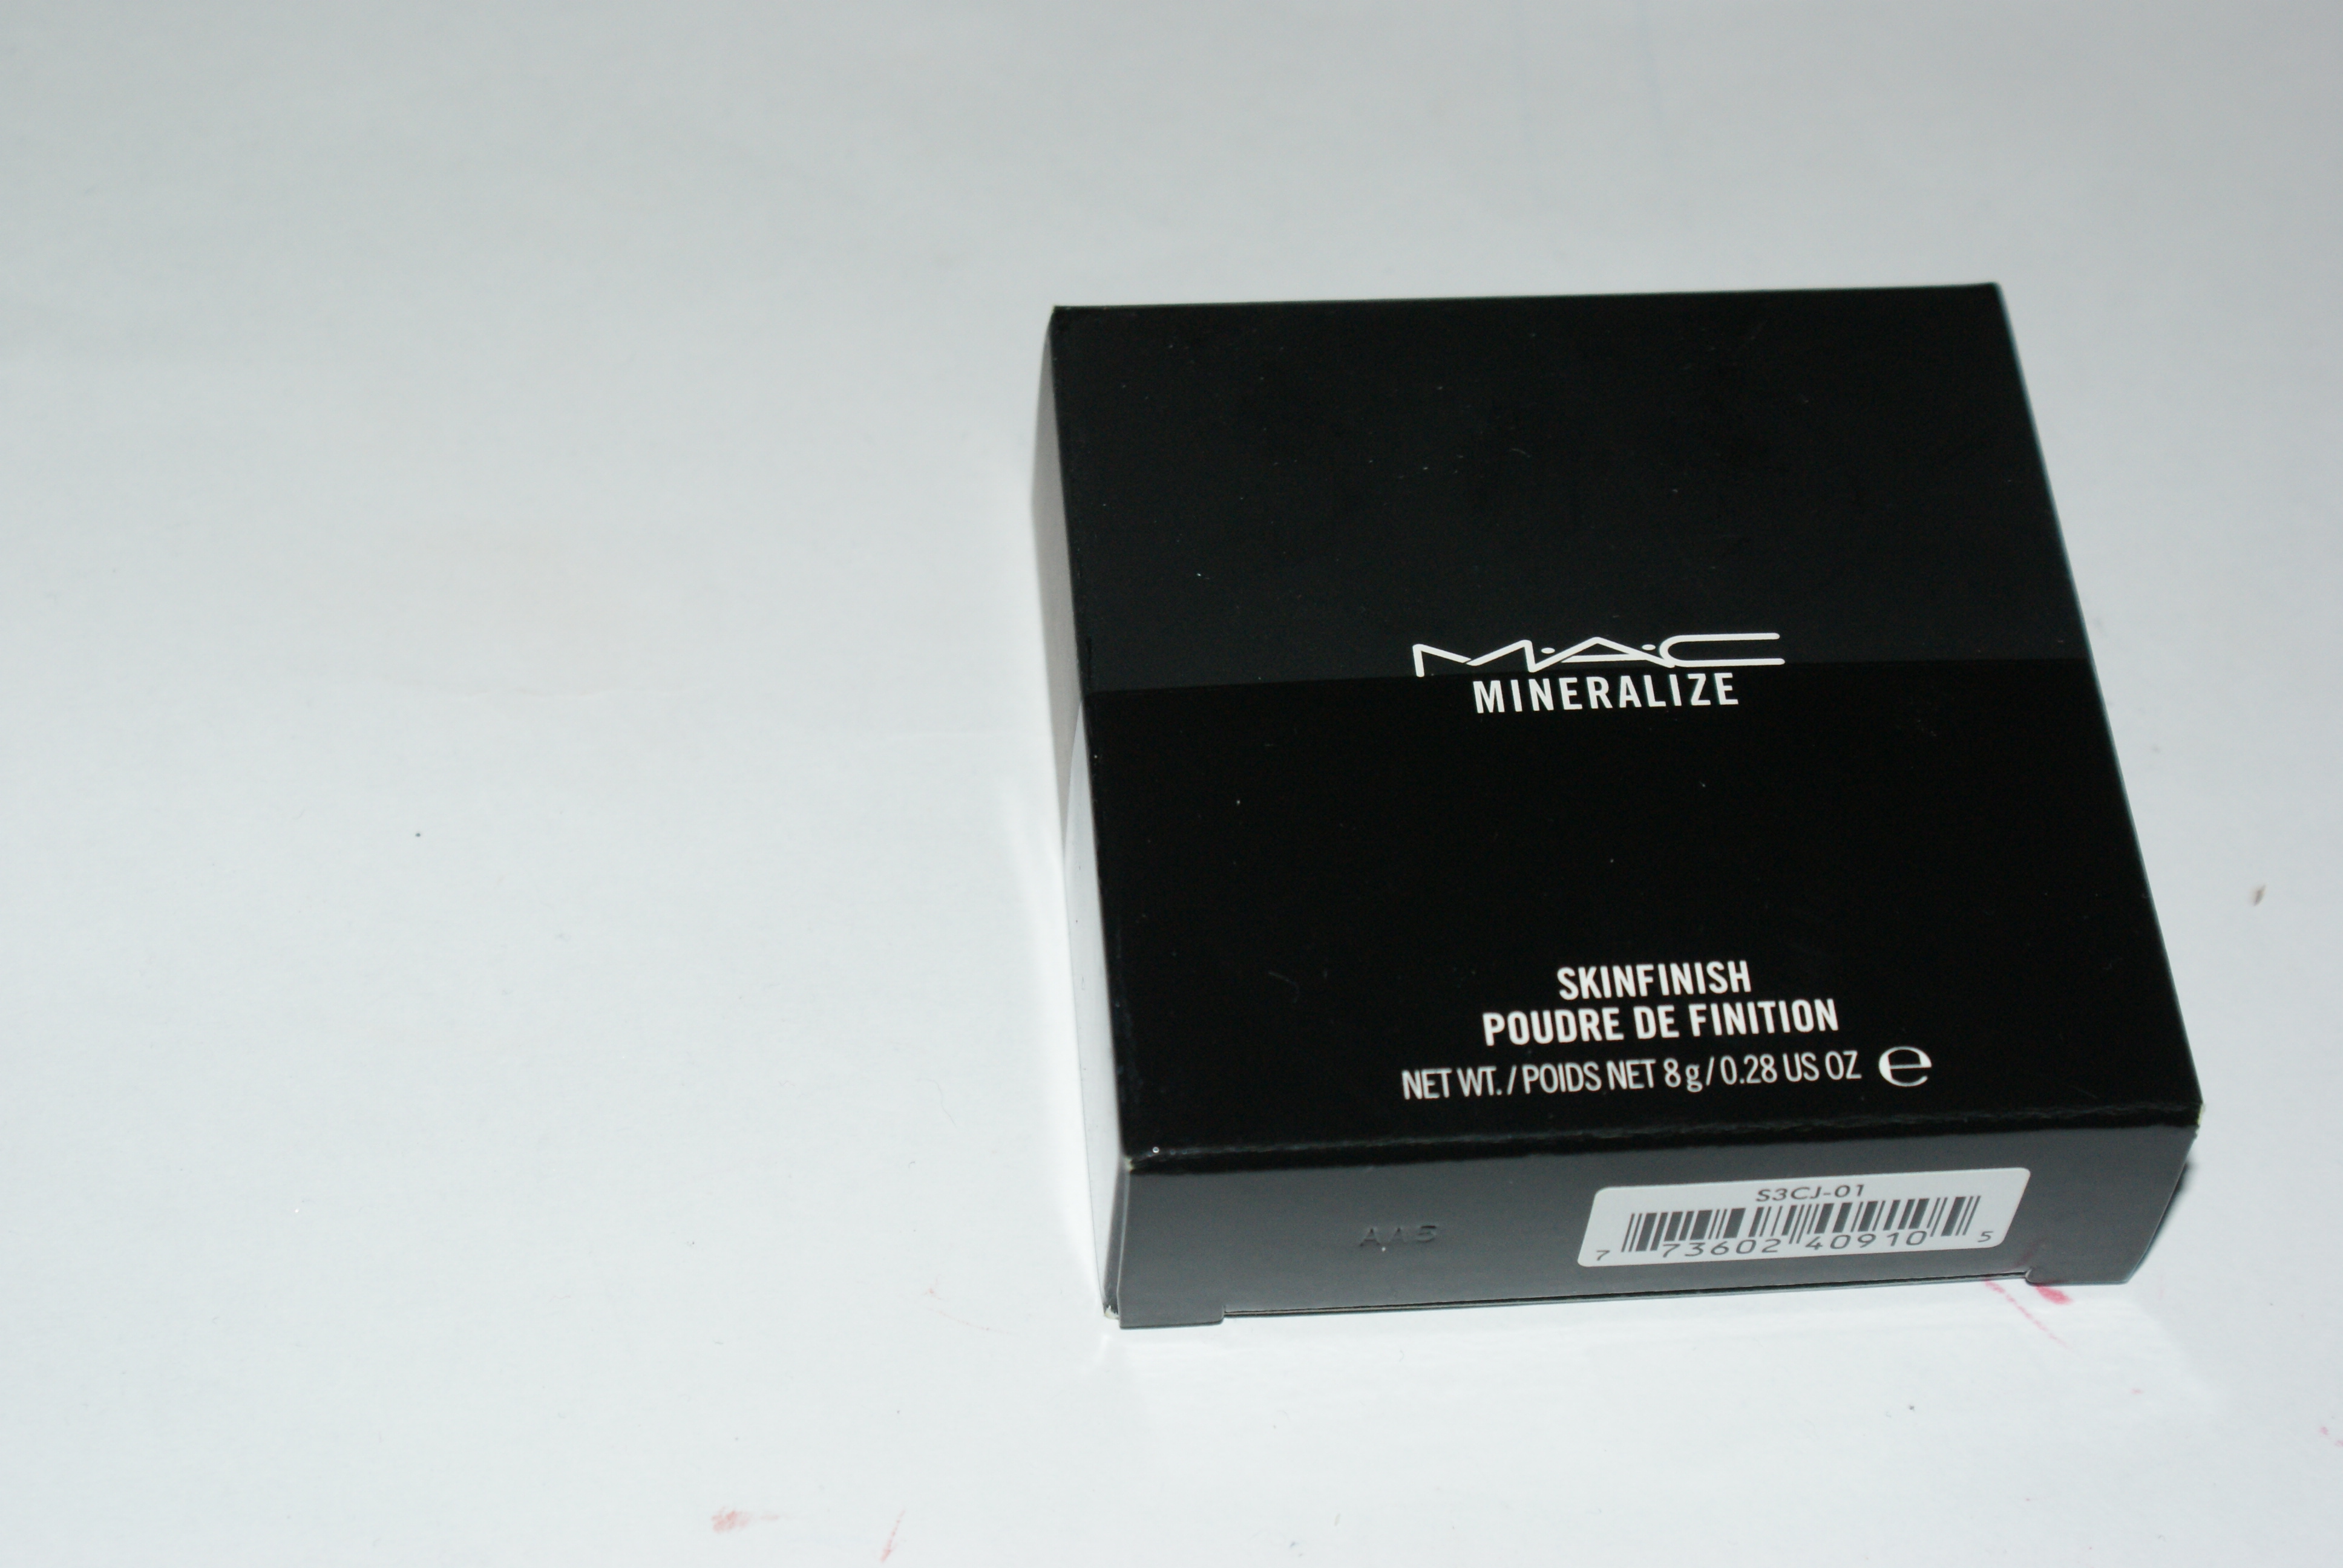 M·A·C
MINERALIZE
SKINFINISH
POUDRE DE FINITION
NET WT. / POIDS NET 8 g / 0.28 US OZ ℮
S3CJ-01
7 73602 40910 5
AA5